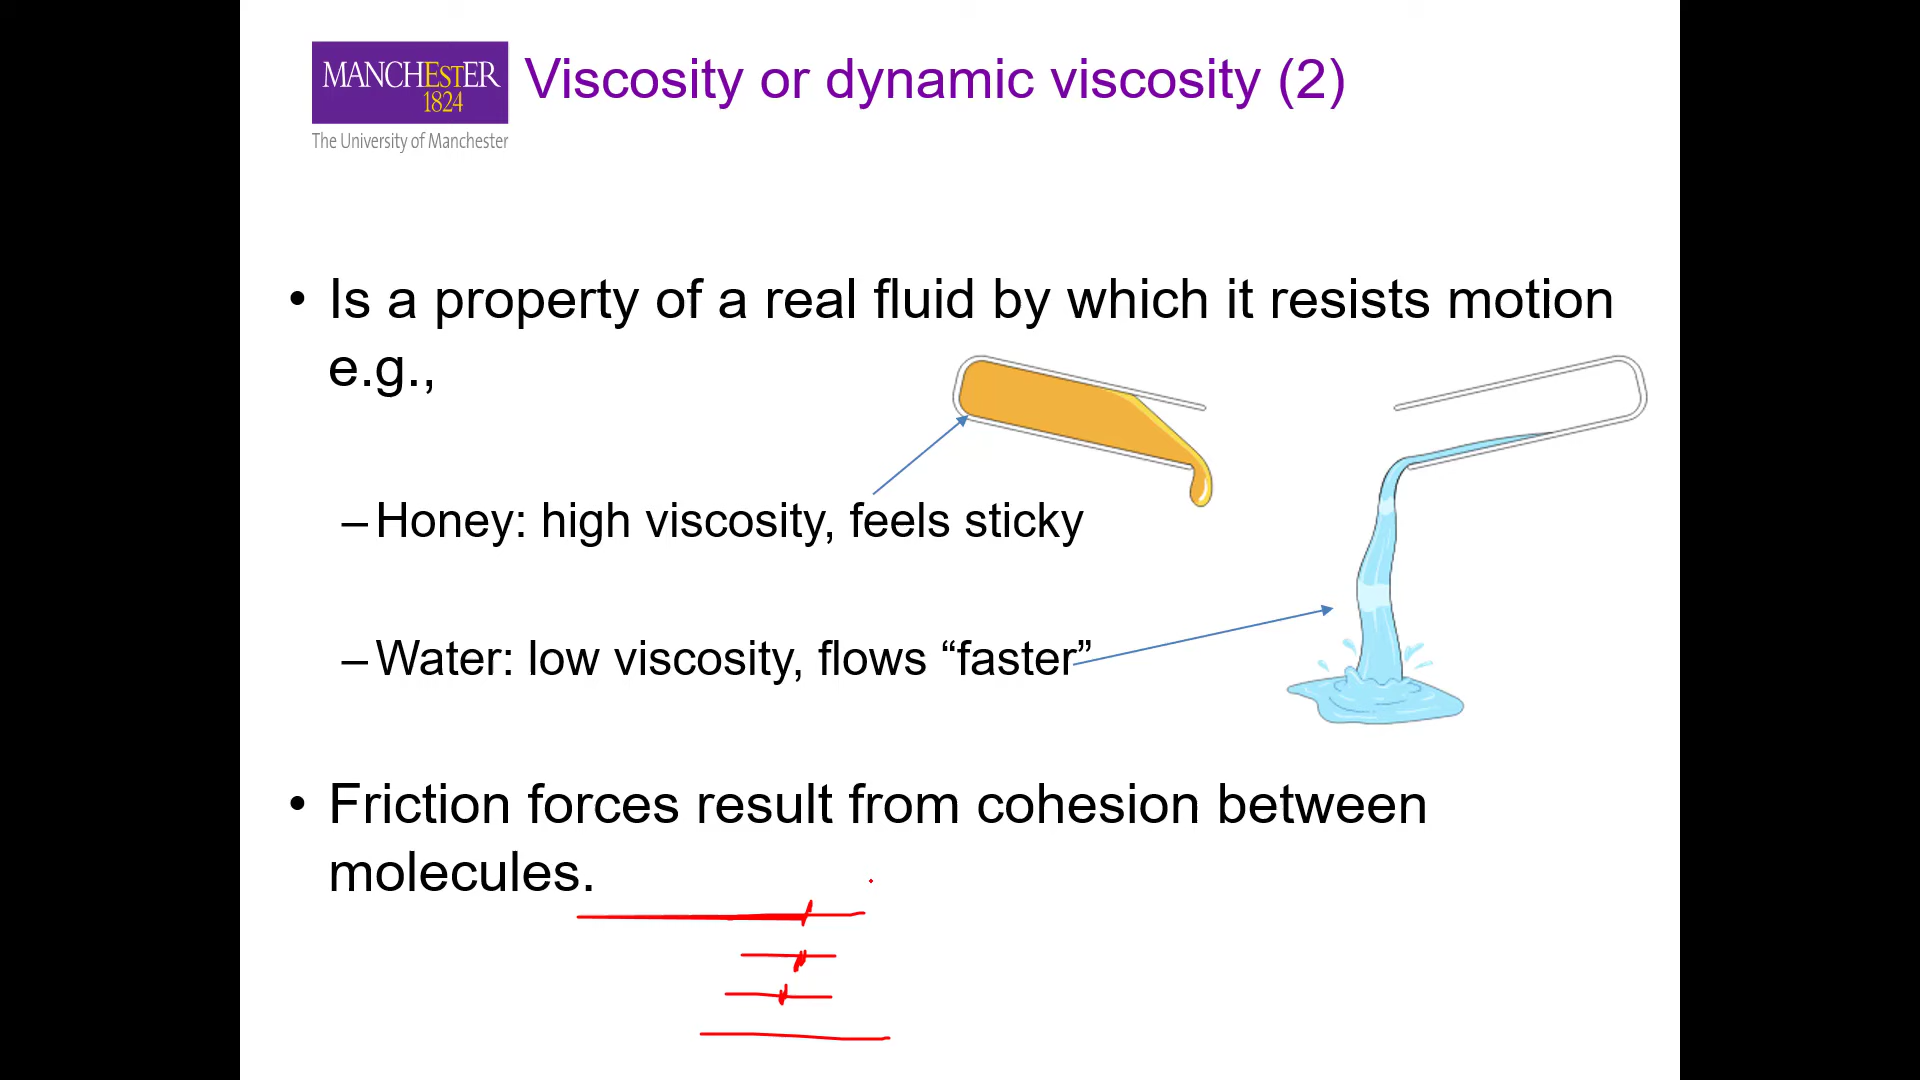 MANCHESTER
1824
The University of Manchester
Viscosity or dynamic viscosity (2)
• Is a property of a real fluid by which it resists motion
e.g.,
– Honey: high viscosity, feels sticky
– Water: low viscosity, flows “faster”
• Friction forces result from cohesion between
molecules.